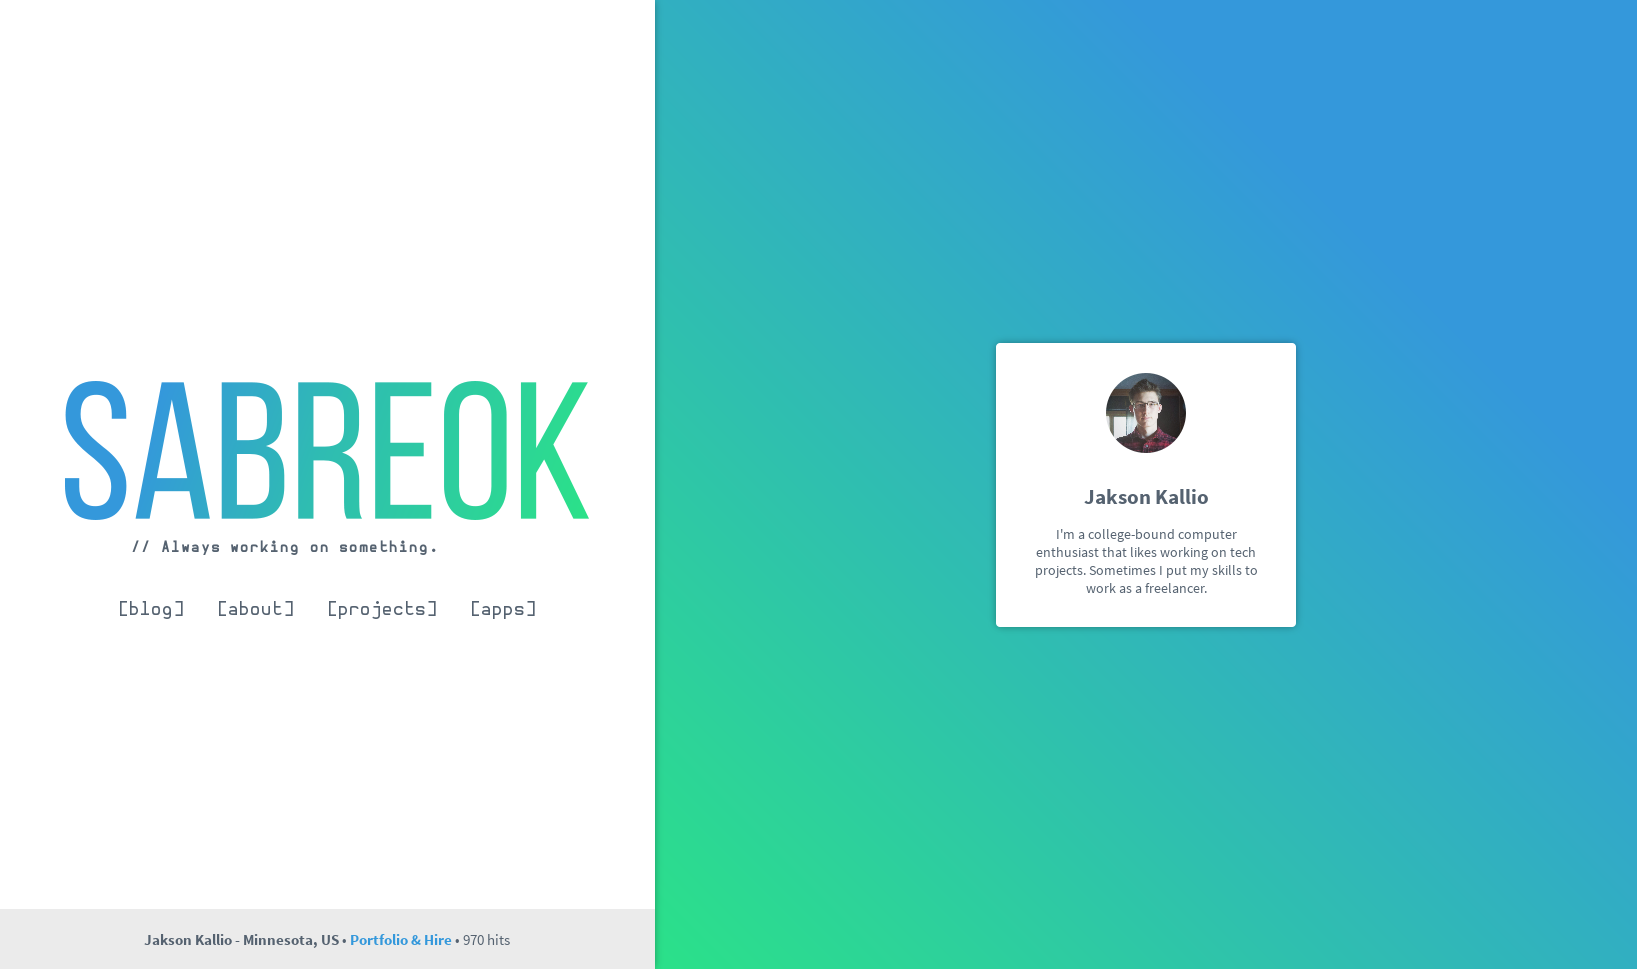 SABREOK
// Always working on something.
[blog] [about] [projects] [apps]
Jakson Kallio - Minnesota, US • Portfolio & Hire • 970 hits
Jakson Kallio
I'm a college-bound computer
enthusiast that likes working on tech
projects. Sometimes I put my skills to
work as a freelancer.